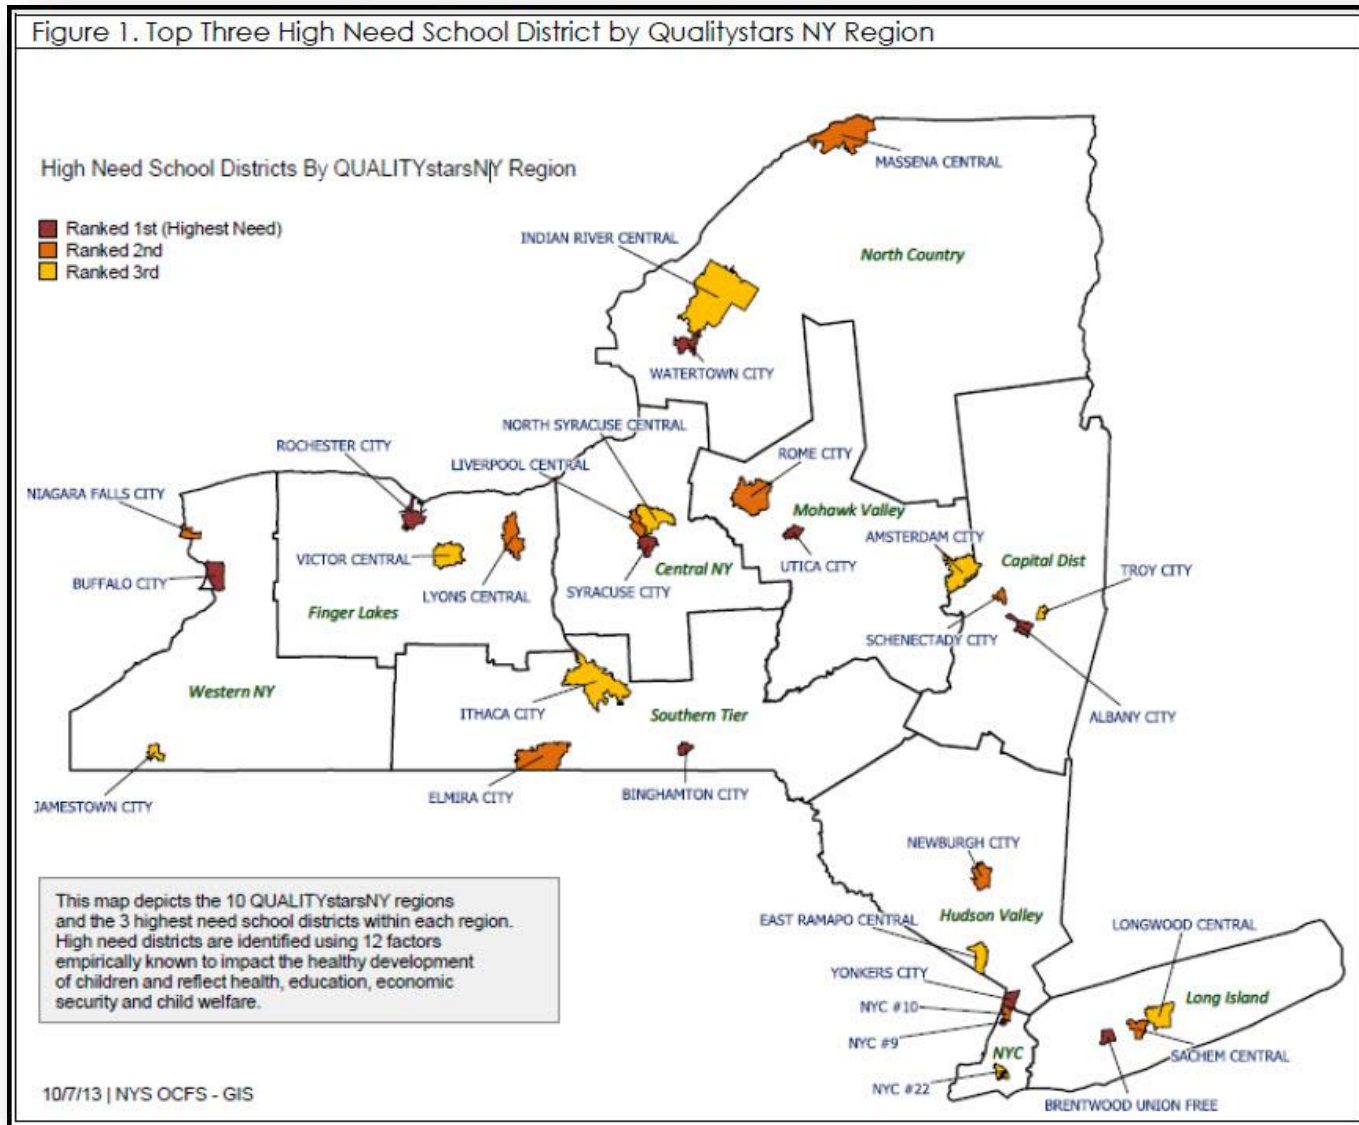 Figure 1. Top Three High Need School District by Qualitystars NY Region
High Need School Districts By QUALITYstarsNY Region
Ranked 1st (Highest Need)
Ranked 2nd
Ranked 3rd
MASSENA CENTRAL
INDIAN RIVER CENTRAL
North Country
WATERTOWN CITY
NORTH SYRACUSE CENTRAL
ROCHESTER CITY
ROME CITY
LIVERPOOL CENTRAL
NIAGARA FALLS CITY
Mohawk Valley
AMSTERDAM CITY
VICTOR CENTRAL
Capital Dist
UTICA CITY
Central NY
TROY CITY
BUFFALO CITY
SYRACUSE CITY
LYONS CENTRAL
Finger Lakes
SCHENECTADY CITY
Western NY
ITHACA CITY
Southern Tier
ALBANY CITY
ELMIRA CITY
BINGHAMTON CITY
JAMESTOWN CITY
NEWBURGH CITY
This map depicts the 10 QUALITYstarsNY regions
and the 3 highest need school districts within each region.
High need districts are identified using 12 factors
empirically known to impact the healthy development
of children and reflect health, education, economic
security and child welfare.
EAST RAMAPO CENTRAL
Hudson Valley
LONGWOOD CENTRAL
YONKERS CITY
Long Island
NYC #10
NYC #9
NYC
SACHEM CENTRAL
NYC #22
BRENTWOOD UNION FREE
10/7/13 | NYS OCFS - GIS